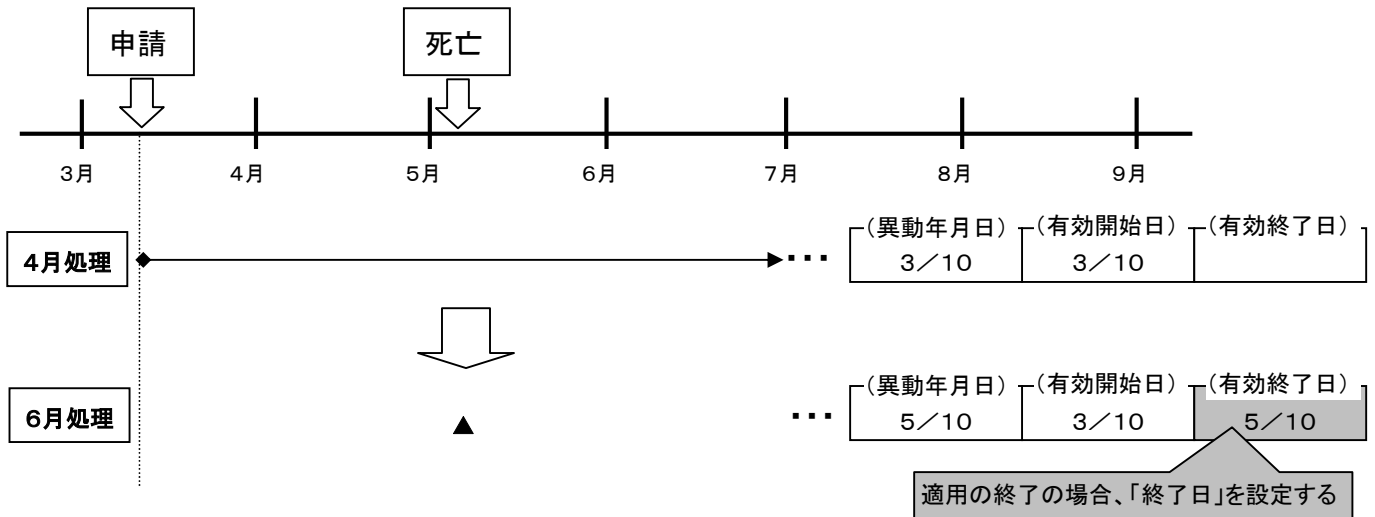 申請
死亡
3月
4月
5月
6月
7月
8月
9月
4月処理
…
(異動年月日)
(有効開始日)
(有効終了日)
3/10
3/10
6月処理
…
(異動年月日)
(有効開始日)
(有効終了日)
5/10
3/10
5/10
適用の終了の場合、「終了日」を設定する